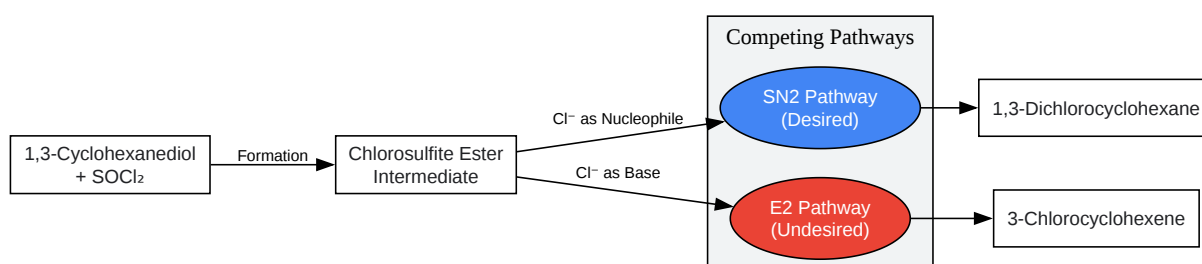 Competing Pathways
1,3-Cyclohexanediol
+ SOCl₂
Formation
Chlorosulfite Ester
Intermediate
Cl⁻ as Nucleophile
Cl⁻ as Base
SN2 Pathway
(Desired)
E2 Pathway
(Undesired)
1,3-Dichlorocyclohexane
3-Chlorocyclohexene